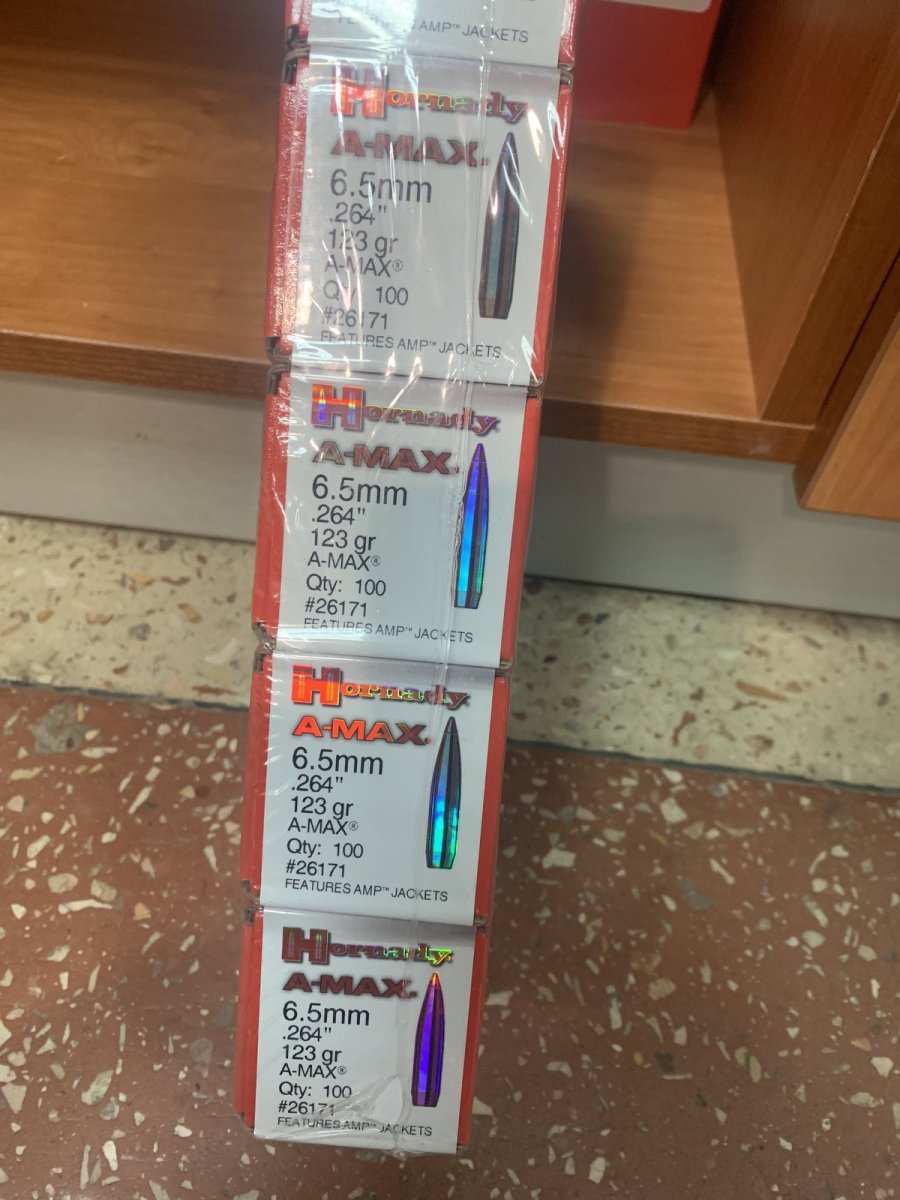 FEATURES AMP™ JACKETS
Hornady
A-MAX®
6.5mm
.264"
123 gr
A-MAX®
Qty: 100
#26171
FEATURES AMP™ JACKETS
Hornady
A-MAX®
6.5mm
.264"
123 gr
A-MAX®
Qty: 100
#26171
FEATURES AMP™ JACKETS
Hornady
A-MAX®
6.5mm
.264"
123 gr
A-MAX®
Qty: 100
#26171
FEATURES AMP™ JACKETS
Hornady
A-MAX®
6.5mm
.264"
123 gr
A-MAX®
Qty: 100
#26171
FEATURES AMP™ JACKETS